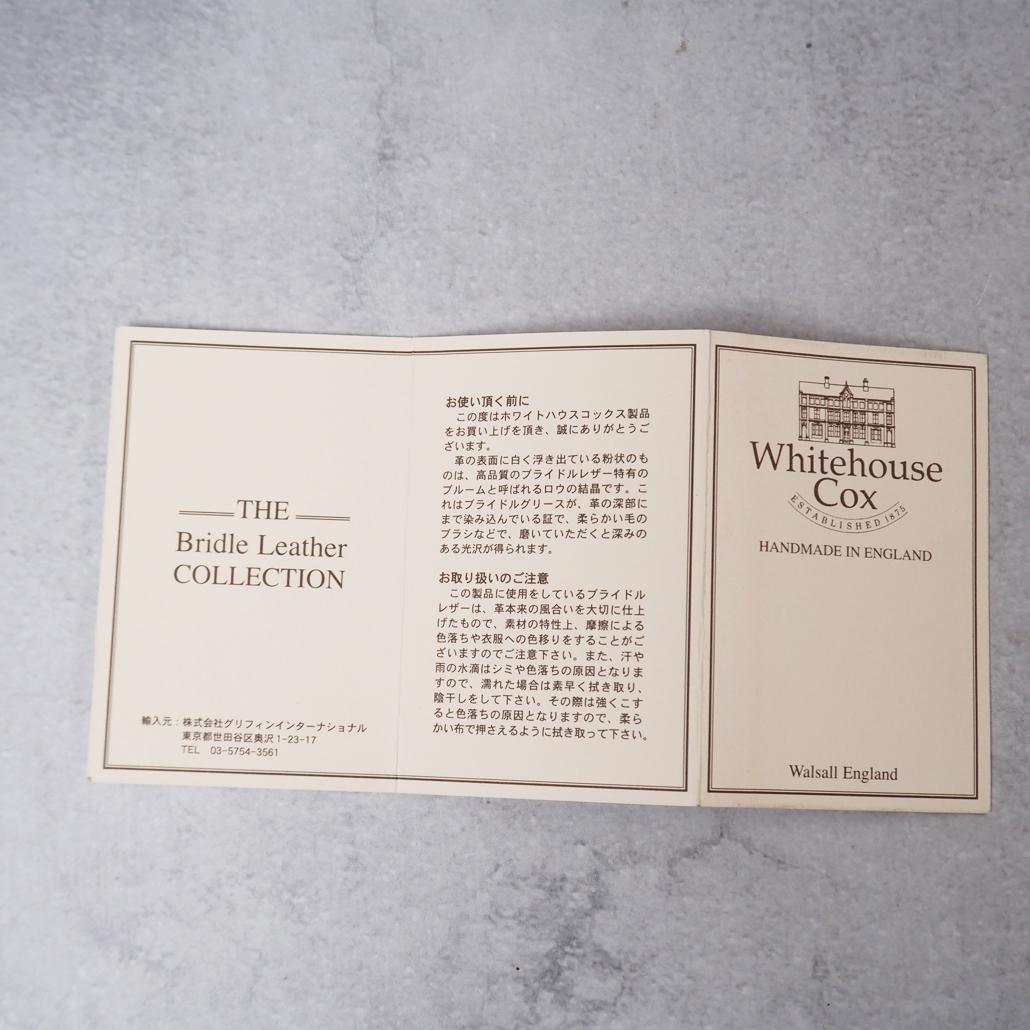 THE
Bridle Leather
COLLECTION
輸入元：株式会社グリフィンインターナショナル
東京都世田谷区奥沢1-23-17
TEL 03-5754-3561
お使い頂く前に
この度はホワイトハウスコックス製品
をお買い上げを頂き、誠にありがとうご
ざいます。
革の表面に白く浮き出ている粉状のも
のは、高品質のブライドルレザー特有の
ブルームと呼ばれるロウの結晶です。こ
れはブライドルグリースが、革の深部に
まで染み込んでいる証で、柔らかい毛の
ブラシなどで、磨いていただくと深みの
ある光沢が得られます。
お取り扱いのご注意
この製品に使用をしているブライドル
レザーは、革本来の風合いを大切に仕上
げたもので、素材の特性上、摩擦による
色落ちや衣服への色移りをすることがご
ざいますのでご注意下さい。また、汗や
雨の水滴はシミや色落ちの原因となりま
すので、濡れた場合は素早く拭き取り、
陰干しをして下さい。その際は強くこす
ると色落ちの原因となりますので、柔ら
かい布で押さえるように拭き取って下さい。
Whitehouse
Cox
ESTABLISHED 1875
HANDMADE IN ENGLAND
Walsall England